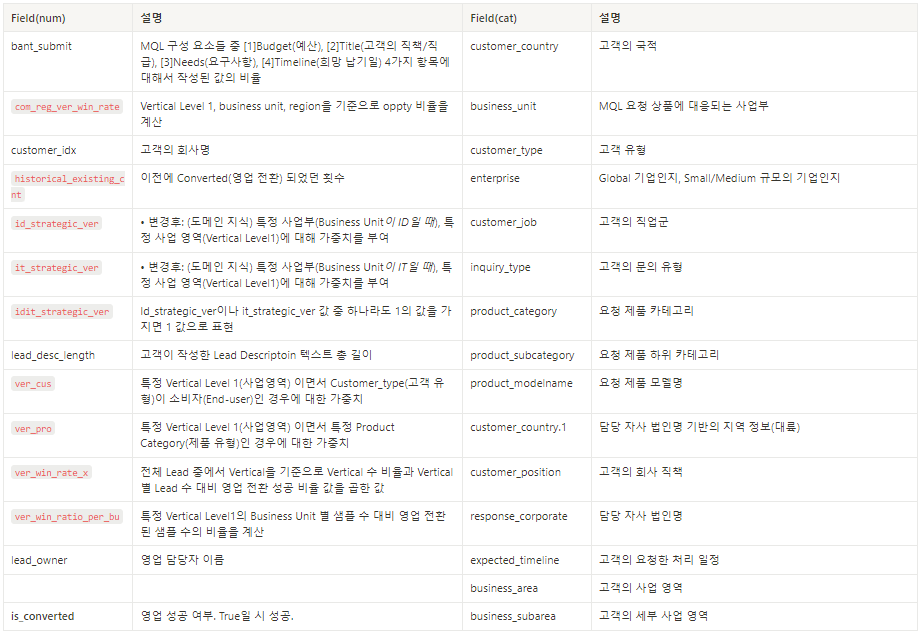 Field(num) 설명 Field(cat) 설명
bant_submit MQL 구성 요소들 중 [1]Budget(예산), [2]Title(고객의 직책/직 customer_country 고객의 국적
급), [3]Needs(요구사항), [4]Timeline(희망 납기일) 4가지 항목에
대해서 작성된 값의 비율
com_reg_ver_win_rate Vertical Level 1, business unit, region을 기준으로 oppty 비율을 business_unit MQL 요청 상품에 대응되는 사업부
계산
customer_idx 고객의 회사명 customer_type 고객 유형
historical_existing_c 이전에 Converted(영업 전환) 되었던 횟수 enterprise Global 기업인지, Small/Medium 규모의 기업인지
nt
id_strategic_ver • 변경후: (도메인 지식) 특정 사업부(Business Unit이 ID일 때), 특 customer_job 고객의 직업군
정 사업 영역(Vertical Level1)에 대해 가중치를 부여
it_strategic_ver • 변경후: (도메인 지식) 특정 사업부(Business Unit이 IT일 때), 특 inquiry_type 고객의 문의 유형
정 사업 영역(Vertical Level1)에 대해 가중치를 부여
idit_strategic_ver Id_strategic_ver이나 it_strategic_ver 값 중 하나라도 1의 값을 가 product_category 요청 제품 카테고리
지면 1 값으로 표현
lead_desc_length 고객이 작성한 Lead Descriptoin 텍스트 총 길이 product_subcategory 요청 제품 하위 카테고리
ver_cus 특정 Vertical Level 1(사업영역) 이면서 Customer_type(고객 유 product_modelname 요청 제품 모델명
형)이 소비자(End-user)인 경우에 대한 가중치
ver_pro 특정 Vertical Level 1(사업영역) 이면서 특정 Product customer_country.1 담당 자사 법인명 기반의 지역 정보(대륙)
Category(제품 유형)인 경우에 대한 가중치
ver_win_rate_x 전체 Lead 중에서 Vertical을 기준으로 Vertical 수 비율과 Vertical customer_position 고객의 회사 직책
별 Lead 수 대비 영업 전환 성공 비율 값을 곱한 값
ver_win_ratio_per_bu 특정 Vertical Level1의 Business Unit 별 샘플 수 대비 영업 전환 response_corporate 담당 자사 법인명
된 샘플 수의 비율을 계산
lead_owner 영업 담당자 이름 expected_timeline 고객의 요청한 처리 일정
business_area 고객의 사업 영역
is_converted 영업 성공 여부. True일 시 성공. business_subarea 고객의 세부 사업 영역